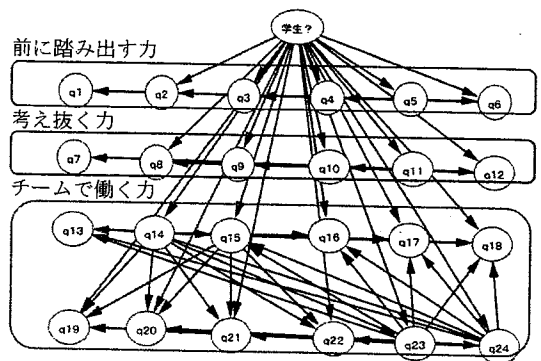 学生?
前に踏み出す力
q1 q2 q3 q4 q5 q6
考え抜く力
q7 q8 q9 q10 q11 q12
チームで働く力
q13 q14 q15 q16 q17 q18
q19 q20 q21 q22 q23 q24